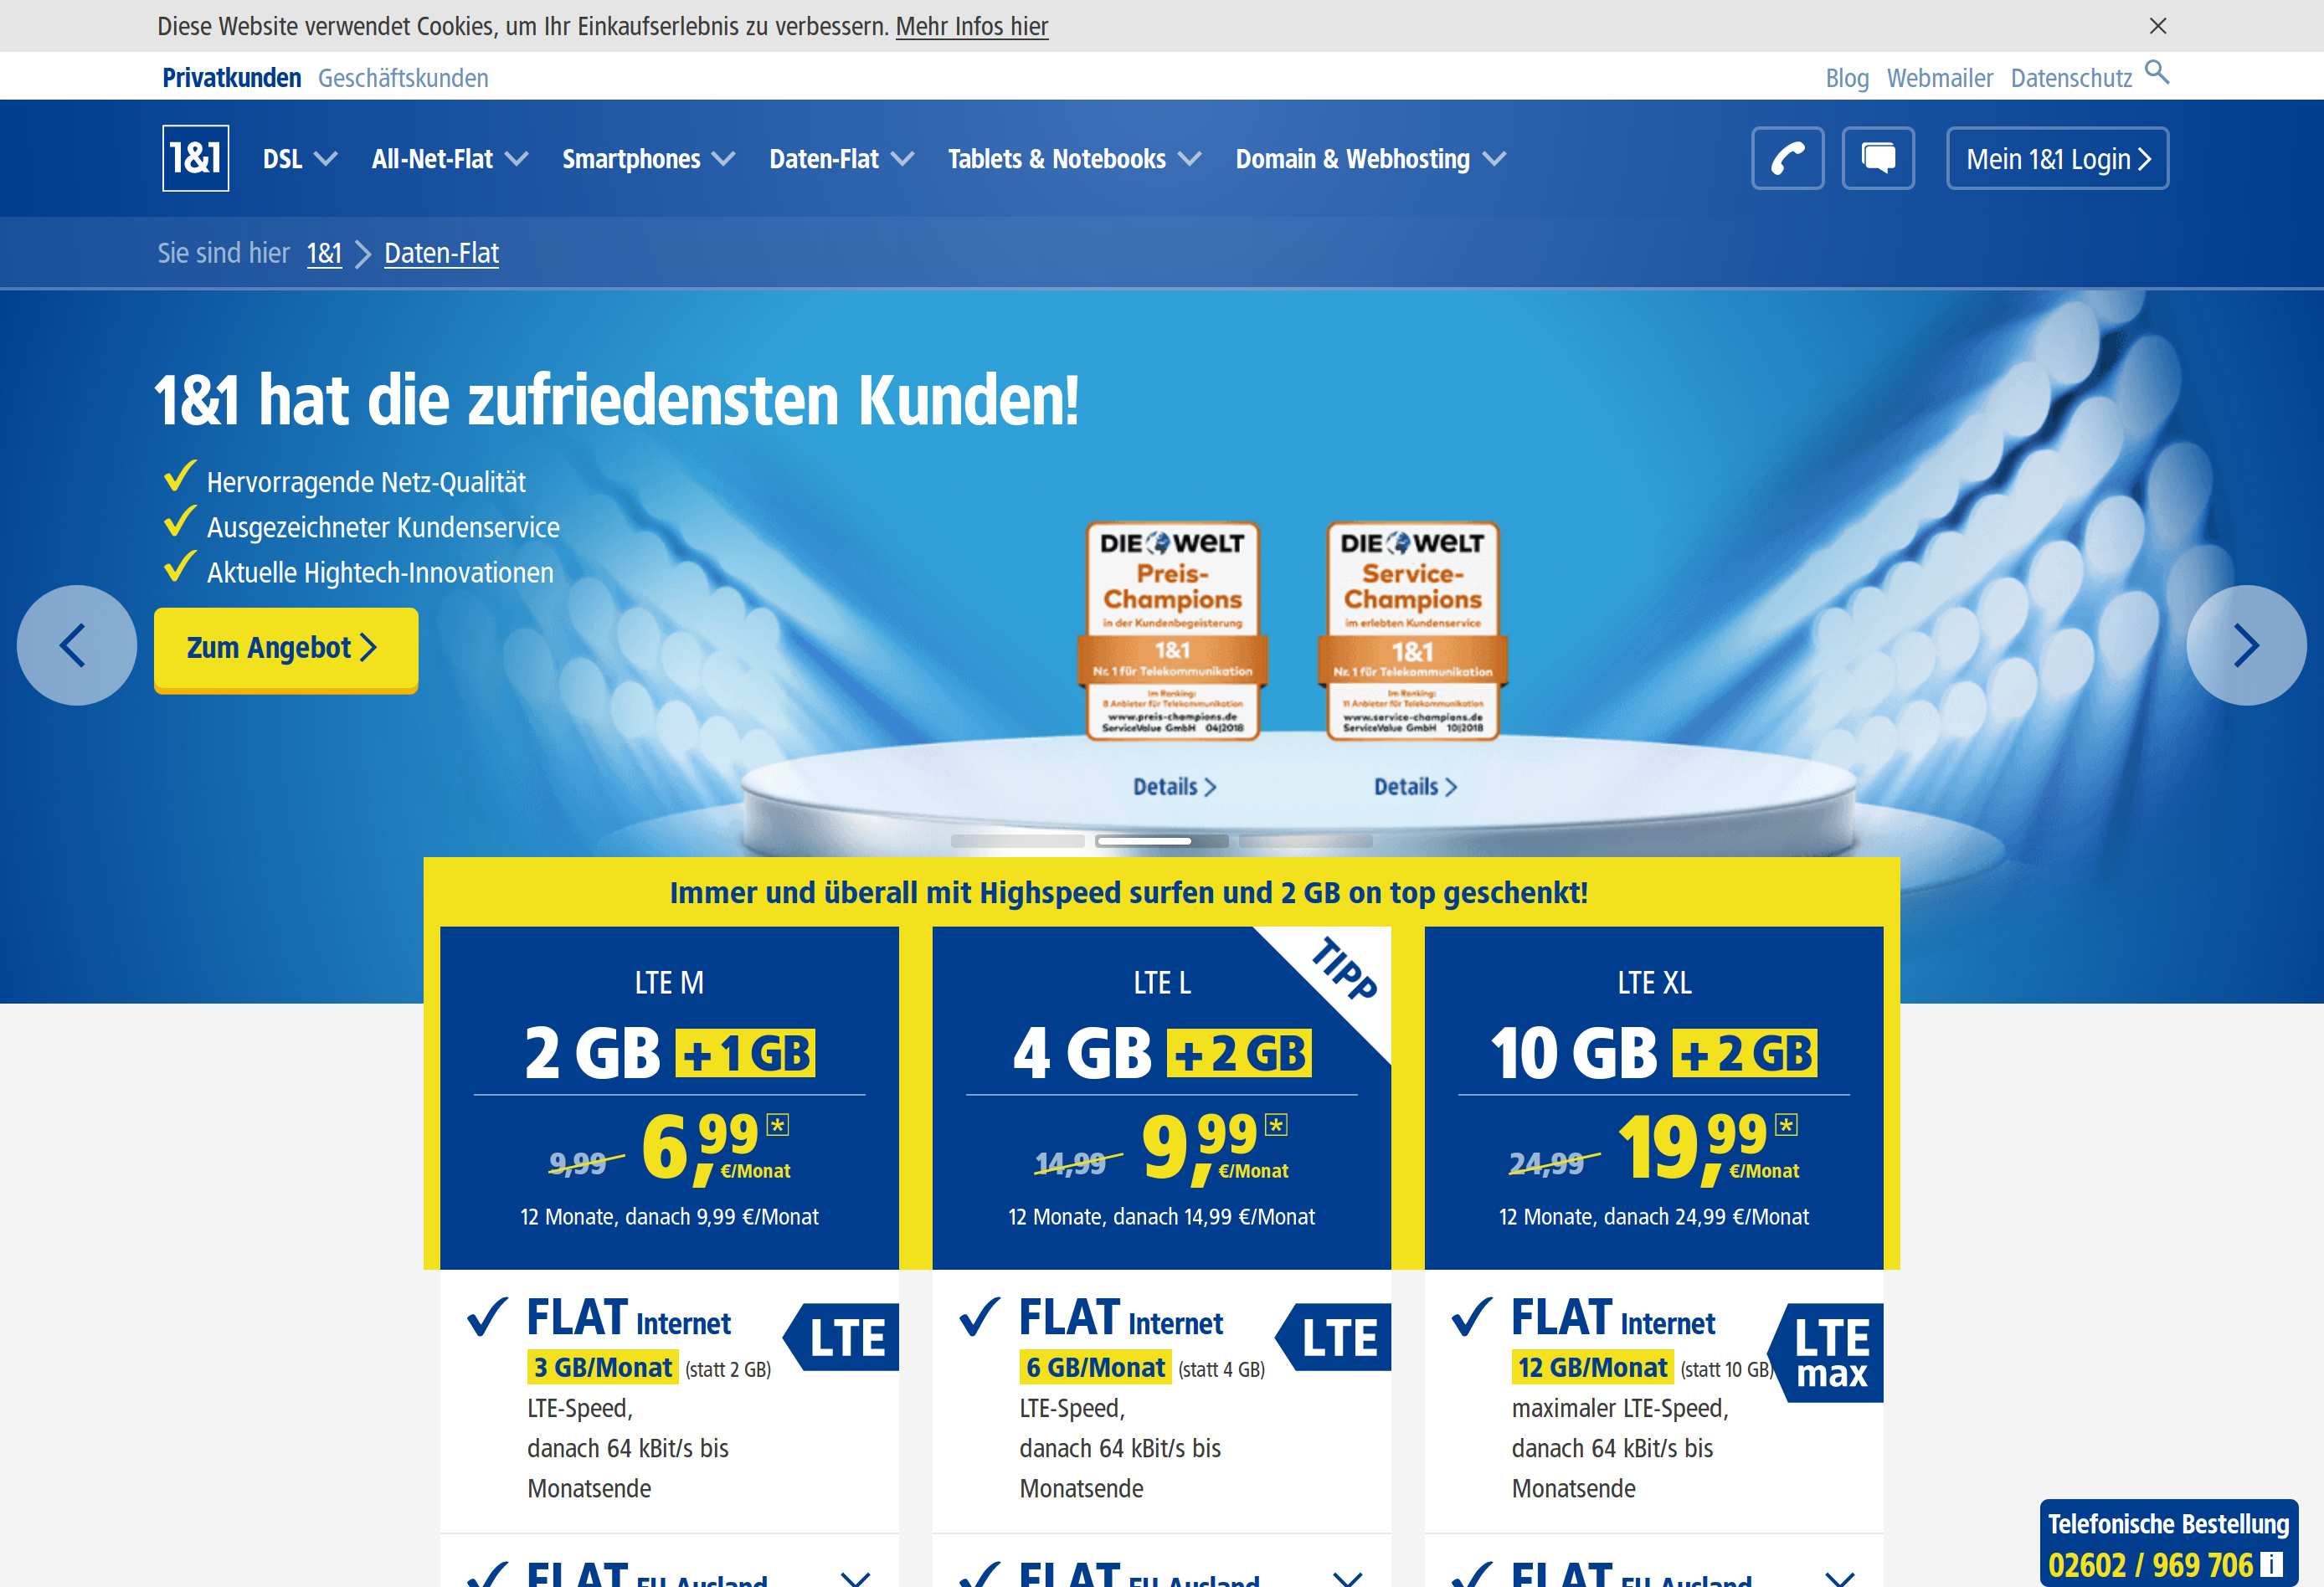 Diese Website verwendet Cookies, um Ihr Einkaufserlebnis zu verbessern. Mehr Infos hier
Privatkunden Geschäftskunden Blog Webmailer Datenschutz
1&1 DSL All-Net-Flat Smartphones Daten-Flat Tablets & Notebooks Domain & Webhosting Mein 1&1 Login
Sie sind hier 1&1 Daten-Flat
1&1 hat die zufriedensten Kunden!
Hervorragende Netz-Qualität
Ausgezeichneter Kundenservice
Aktuelle Hightech-Innovationen
Zum Angebot
DIE WELT
Preis-
Champions
in der Kundenbegeisterung
1&1
Nr. 1 für Telekommunikation
Im Ranking:
8 Anbieter für Telekommunikation
www.preis-champions.de
ServiceValue GmbH 04|2018
Details
DIE WELT
Service-
Champions
im erlebten Kundenservice
1&1
Nr. 1 für Telekommunikation
Im Ranking:
11 Anbieter für Telekommunikation
www.service-champions.de
ServiceValue GmbH 10|2018
Details
Immer und überall mit Highspeed surfen und 2 GB on top geschenkt!
LTE M
2 GB + 1 GB
9,99 6,99 * €/Monat
12 Monate, danach 9,99 €/Monat
FLAT Internet
3 GB/Monat (statt 2 GB)
LTE
LTE-Speed,
danach 64 kBit/s bis
Monatsende
FLAT EU-Ausland
TIPP
LTE L
4 GB + 2 GB
14,99 9,99 * €/Monat
12 Monate, danach 14,99 €/Monat
FLAT Internet
6 GB/Monat (statt 4 GB)
LTE
LTE-Speed,
danach 64 kBit/s bis
Monatsende
FLAT EU-Ausland
LTE XL
10 GB + 2 GB
24,99 19,99 * €/Monat
12 Monate, danach 24,99 €/Monat
FLAT Internet
12 GB/Monat (statt 10 GB)
LTE
max
maximaler LTE-Speed,
danach 64 kBit/s bis
Monatsende
FLAT EU-Ausland
Telefonische Bestellung
02602 / 969 706 i